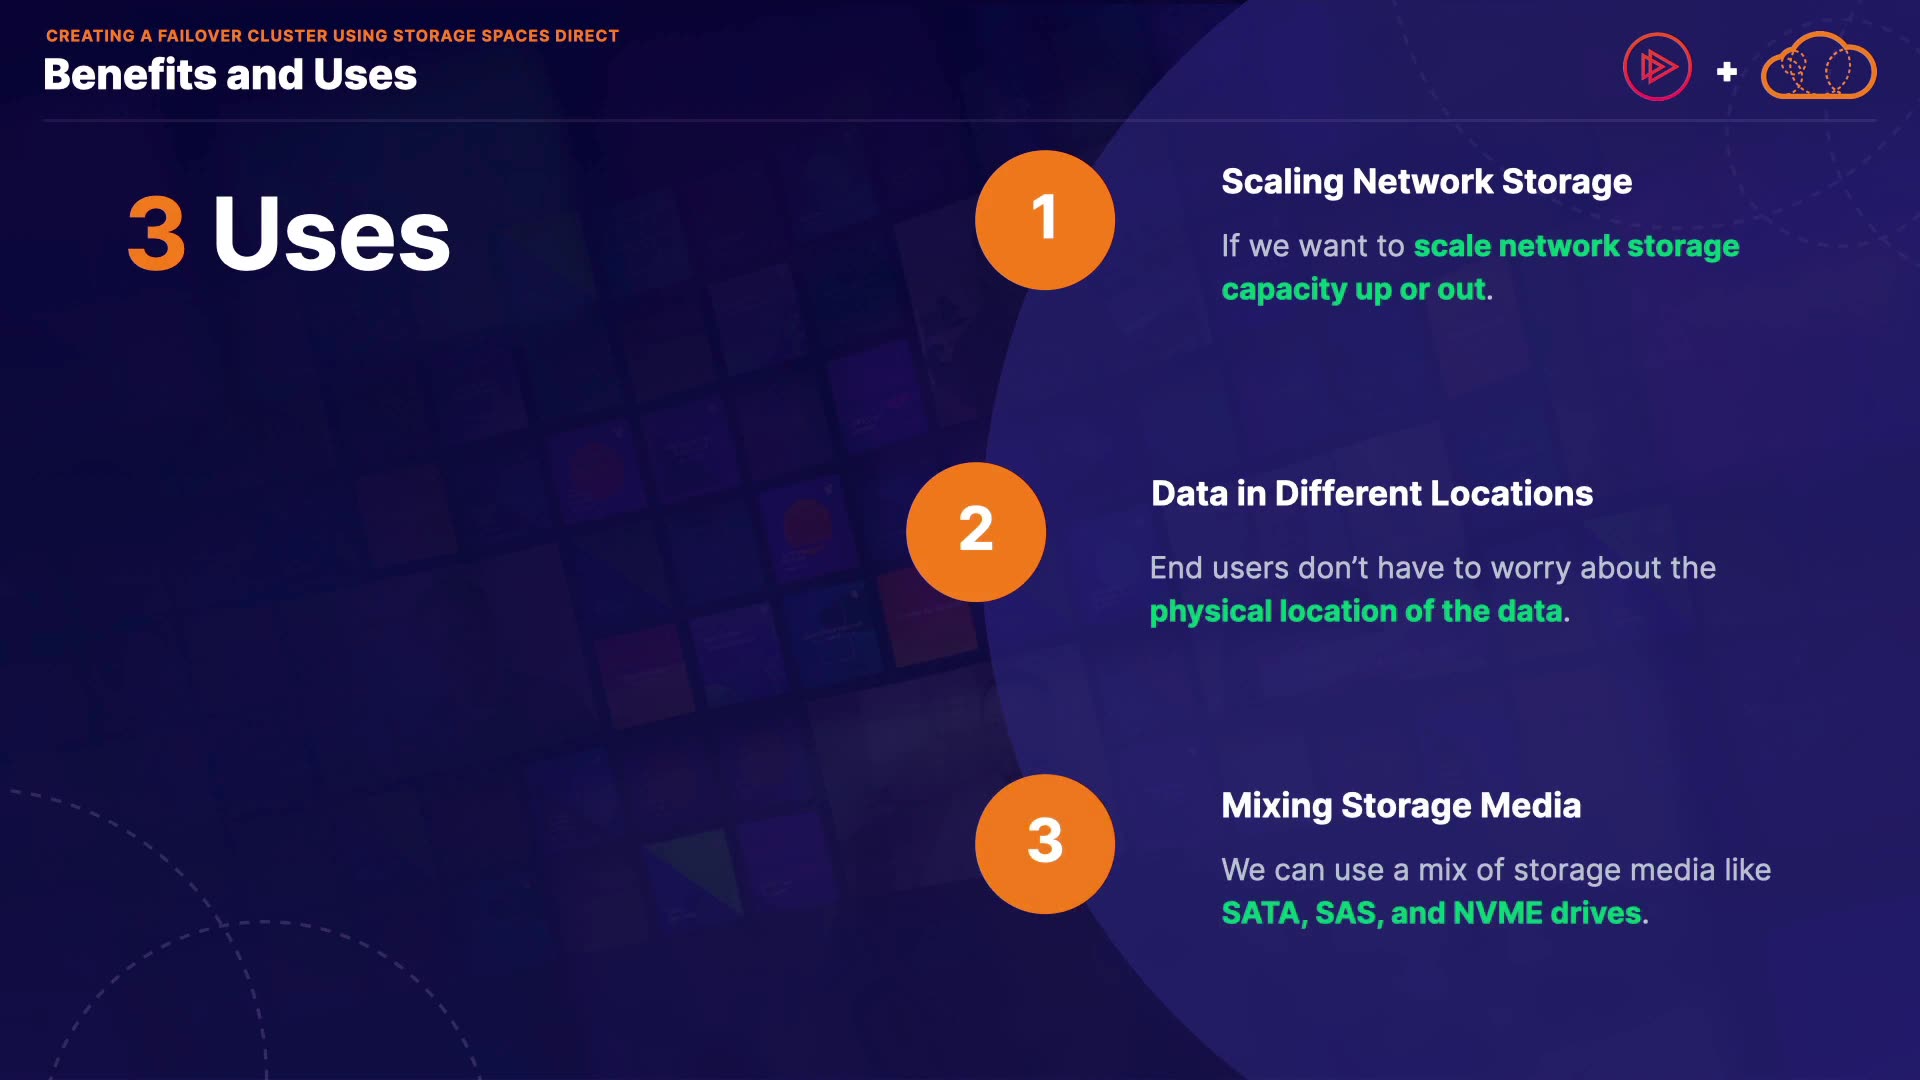 CREATING A FAILOVER CLUSTER USING STORAGE SPACES DIRECT
Benefits and Uses
3 Uses
1
Scaling Network Storage
If we want to scale network storage
capacity up or out.
2
Data in Different Locations
End users don’t have to worry about the
physical location of the data.
3
Mixing Storage Media
We can use a mix of storage media like
SATA, SAS, and NVME drives.